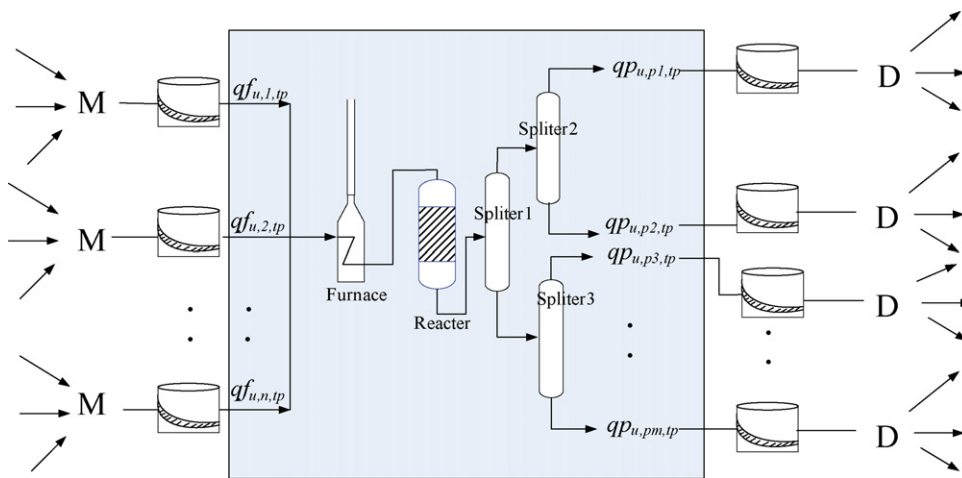 M
qf_{u,1,tp}
M
qf_{u,2,tp}
M
qf_{u,n,tp}
Furnace
Reacter
Spliter1
Spliter2
Spliter3
qp_{u,p1,tp}
qp_{u,p2,tp}
qp_{u,p3,tp}
qp_{u,pm,tp}
D
D
D
D